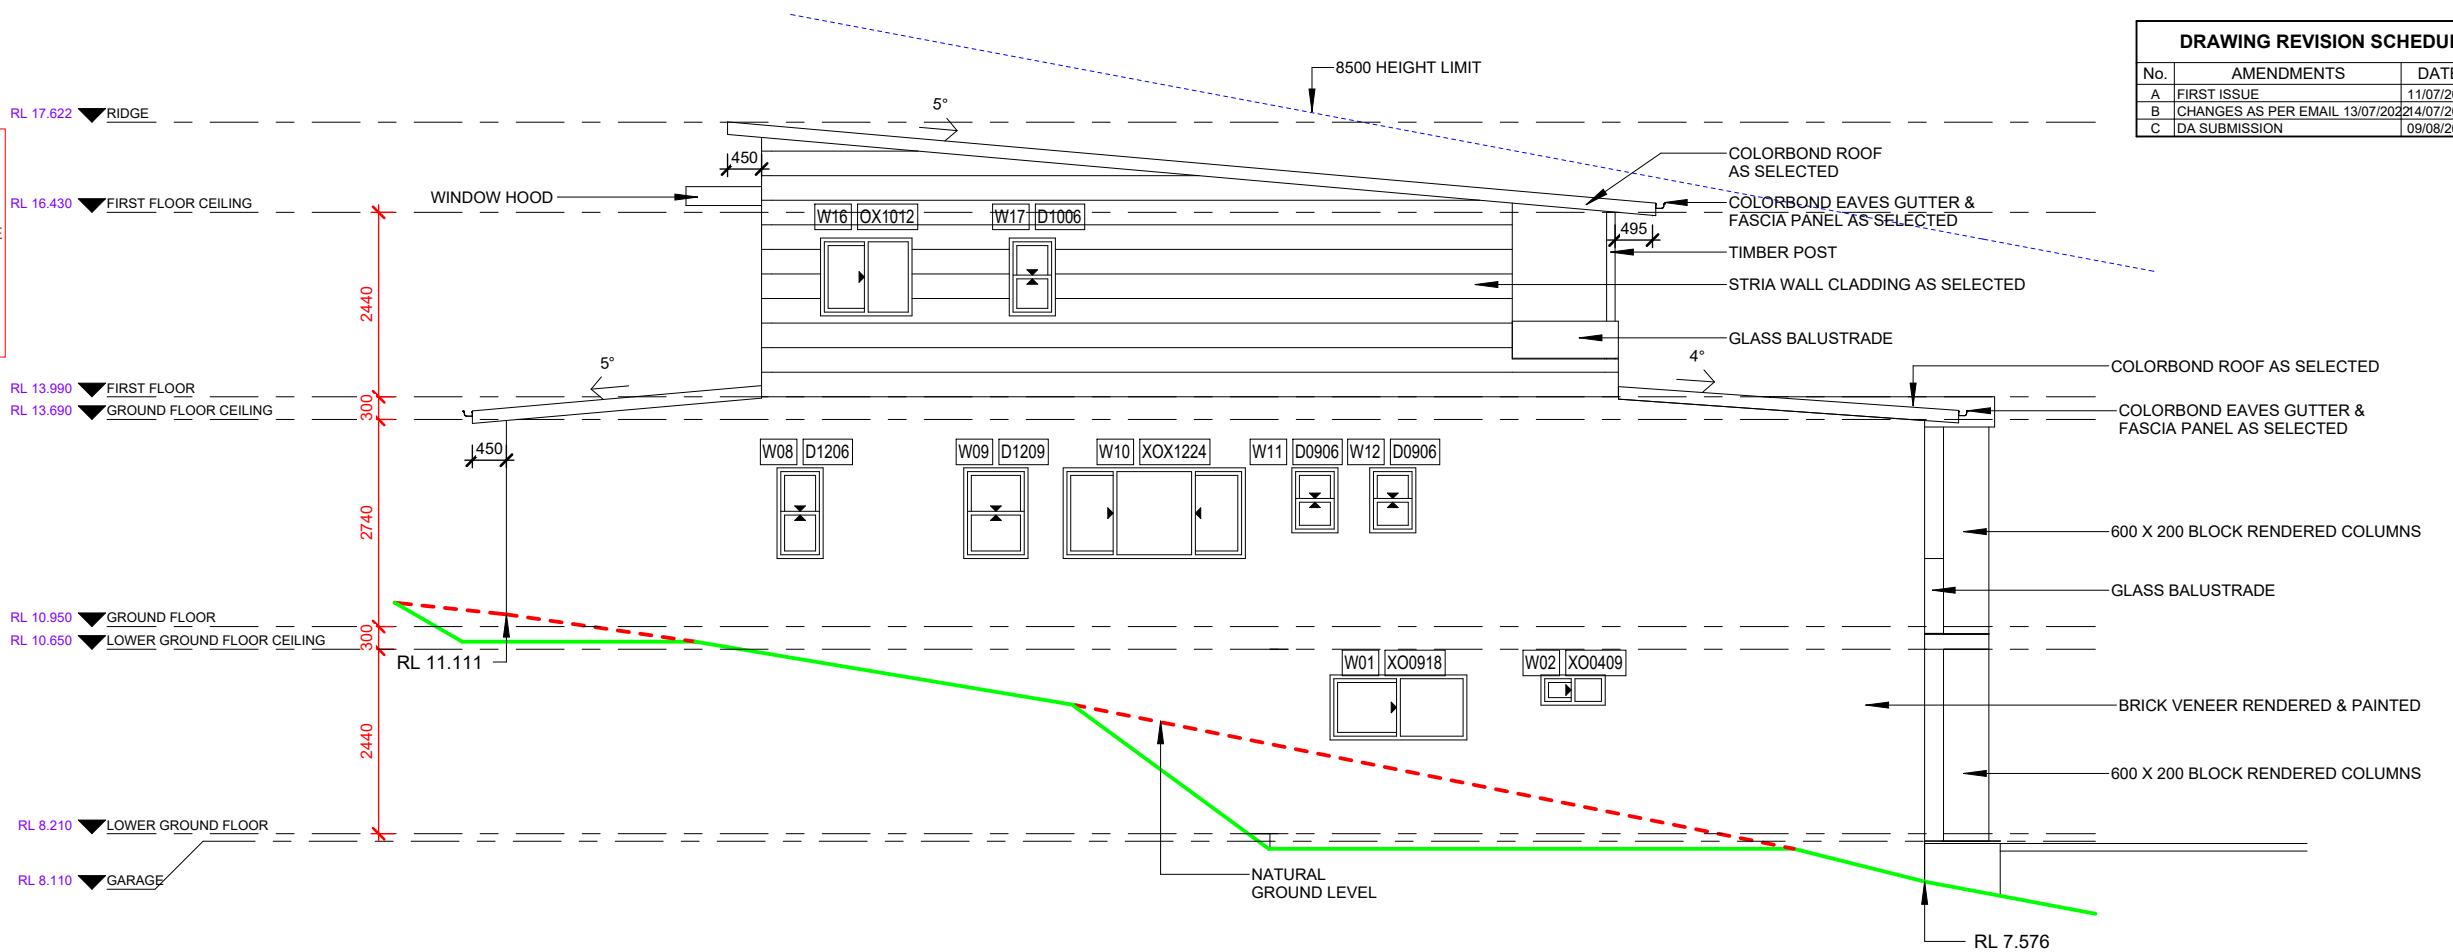 DRAWING REVISION SCHEDU
No. AMENDMENTS DATE
A FIRST ISSUE 11/07/20
B CHANGES AS PER EMAIL 13/07/2022 14/07/20
C DA SUBMISSION 09/08/20
8500 HEIGHT LIMIT
RL 17.622 RIDGE
5°
450
COLORBOND ROOF
AS SELECTED
WINDOW HOOD
RL 16.430 FIRST FLOOR CEILING
COLORBOND EAVES GUTTER &
FASCIA PANEL AS SELECTED
W16 OX1012 W17 D1006
495
TIMBER POST
STRIA WALL CLADDING AS SELECTED
2440
GLASS BALUSTRADE
5°
4°
COLORBOND ROOF AS SELECTED
RL 13.990 FIRST FLOOR
300
RL 13.690 GROUND FLOOR CEILING
COLORBOND EAVES GUTTER &
FASCIA PANEL AS SELECTED
450
W08 D1206 W09 D1209 W10 XOX1224 W11 D0906 W12 D0906
2740
600 X 200 BLOCK RENDERED COLUMNS
GLASS BALUSTRADE
RL 10.950 GROUND FLOOR
300
RL 10.650 LOWER GROUND FLOOR CEILING
RL 11.111
W01 XO0918 W02 XO0409
BRICK VENEER RENDERED & PAINTED
2440
600 X 200 BLOCK RENDERED COLUMNS
RL 8.210 LOWER GROUND FLOOR
RL 8.110 GARAGE
NATURAL
GROUND LEVEL
RL 7.576